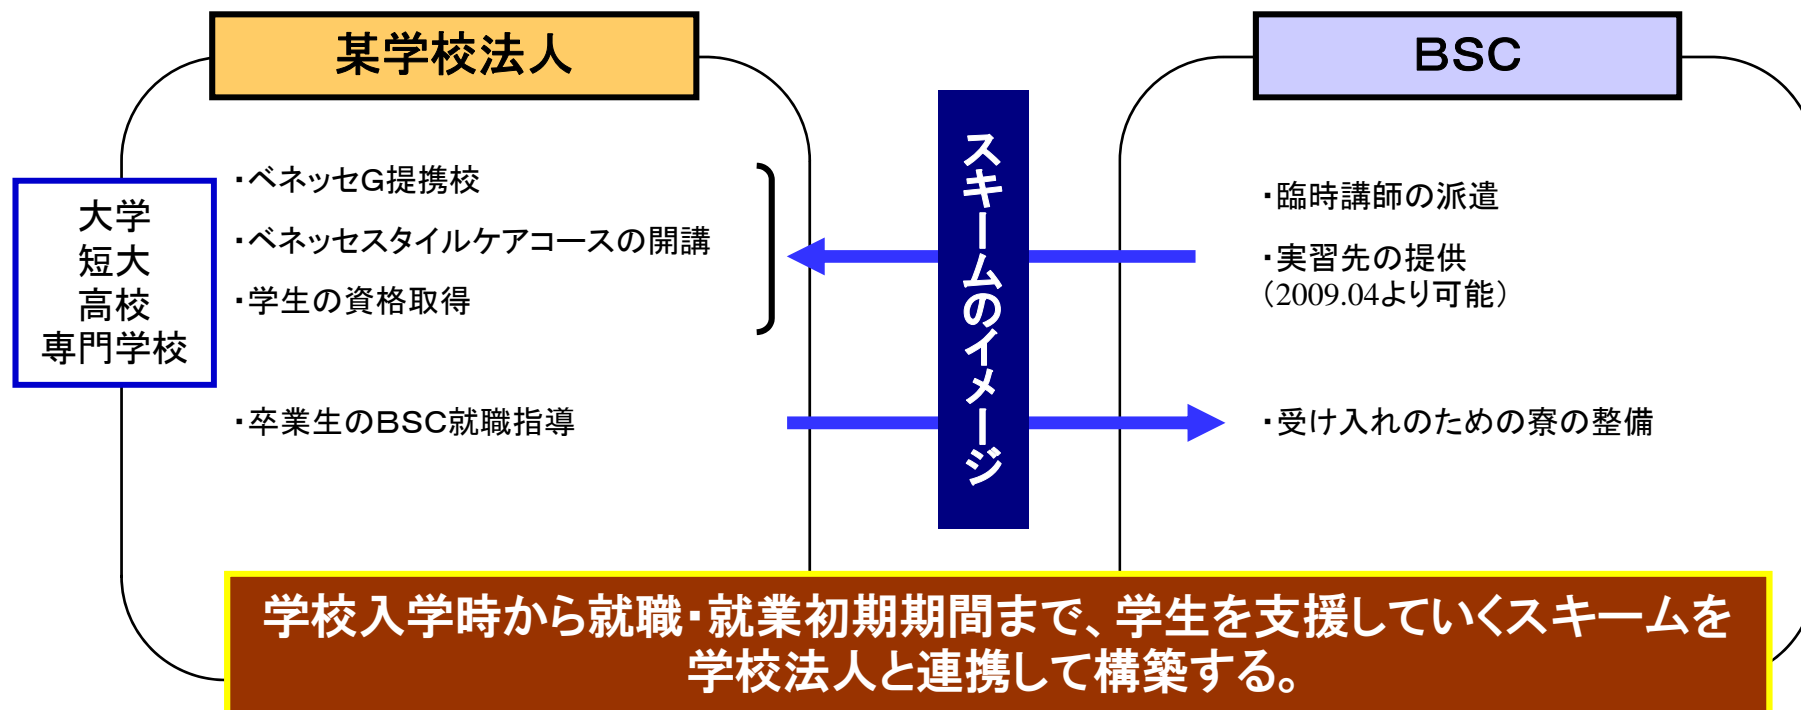 某学校法人
BSC
大学
短大
高校
専門学校
・ベネッセG提携校
・ベネッセスタイルケアコースの開講
・学生の資格取得
・卒業生のBSC就職指導
スキームのイメージ
・臨時講師の派遣
・実習先の提供
（2009.04より可能）
・受け入れのための寮の整備
学校入学時から就職・就業初期期間まで、学生を支援していくスキームを
学校法人と連携して構築する。